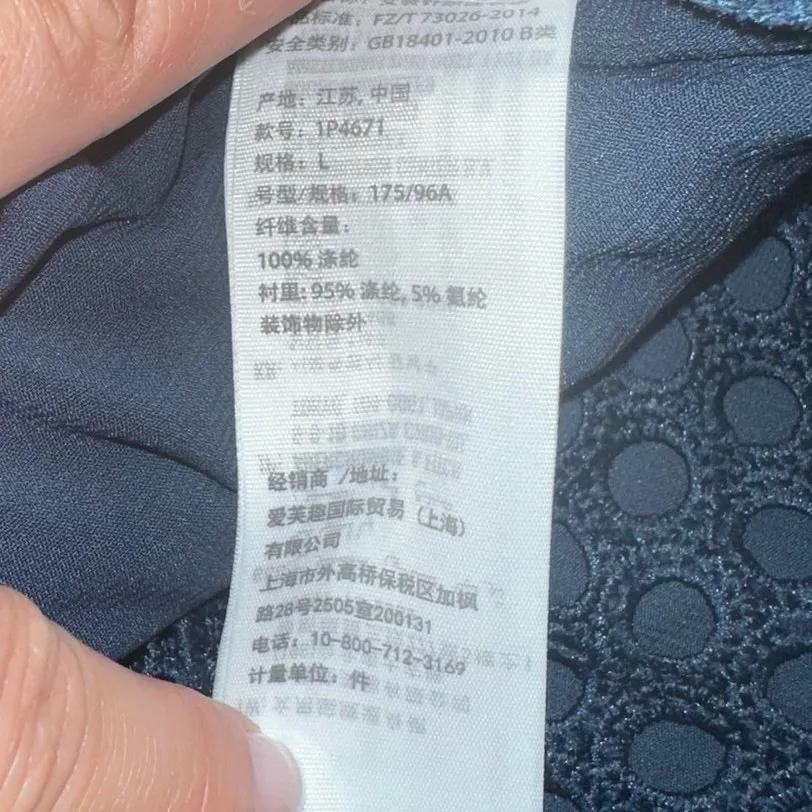 品标准：FZ/T 73026-2014
安全类别：GB18401-2010 B类
产地：江苏, 中国
款号：1P4671
规格：L
号型/规格：175/96A
纤维含量：
100% 涤纶
衬里: 95% 涤纶, 5% 氨纶
装饰物除外
经销商 /地址：
爱芙趣国际贸易 (上海)
有限公司
上海市外高桥保税区加枫
路28号2505室200131
电话：10-800-712-3169
计量单位：件